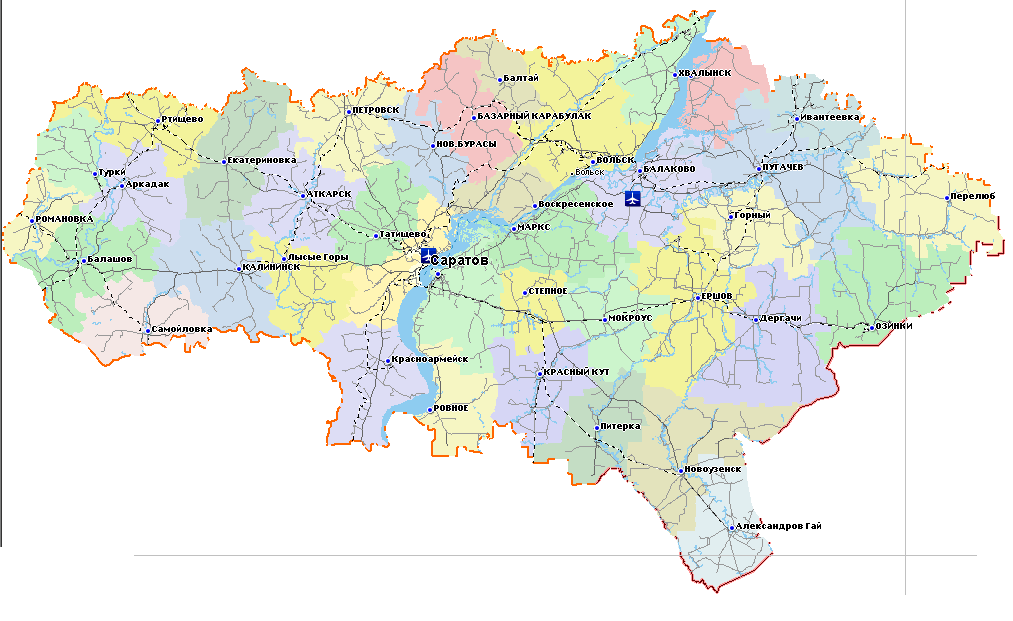 ХВАЛЫНСК
Балтай
ПЕТРОВСК
БАЗАРНЫЙ КАРАБУЛАК
Ивантеевка
Ртищево
НОВ.БУРАСЫ
Екатериновка
ВОЛЬСК
Вольск
БАЛАКОВО
ПУГАЧЕВ
Турки
Аркадак
АТКАРСК
Перелюб
Воскресенское
РОМАНОВКА
Горный
МАРКС
Татищево
Балашов
Лысые Горы
КАЛИНИНСК
Саратов
СТЕПНОЕ
ЕРШОВ
МОКРОУС
Дергачи
ОЗИНКИ
Самойловка
Красноармейск
КРАСНЫЙ КУТ
РОВНОЕ
Питерка
Новоузенск
Александров Гай